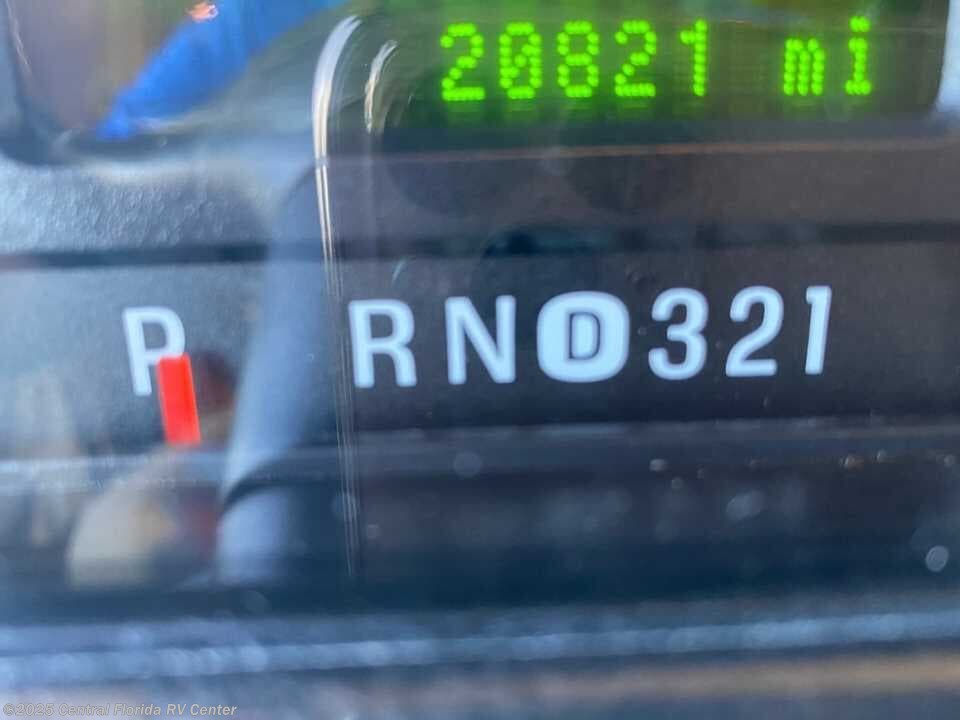 20821 mi
P RND321
©2025 Central Florida RV Center